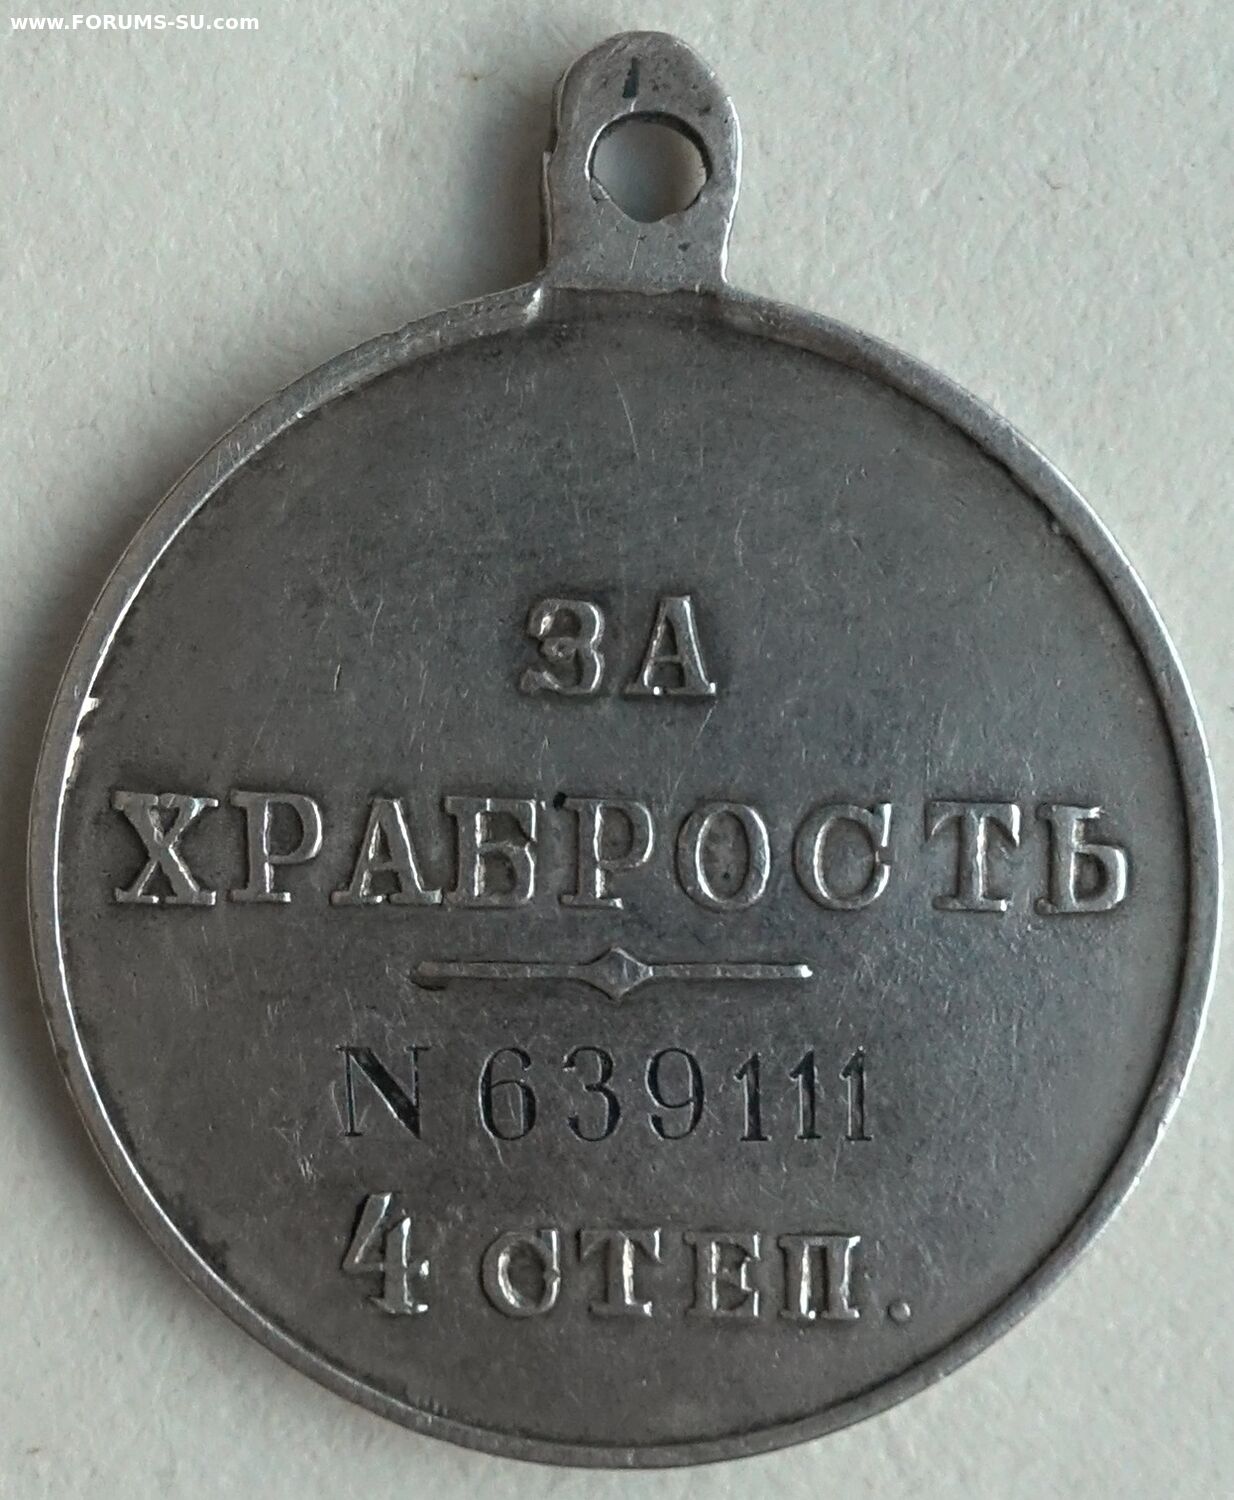 www.FORUMS-SU.com
ЗА
ХРАБРОСТЬ
N 639111
4 СТЕП.